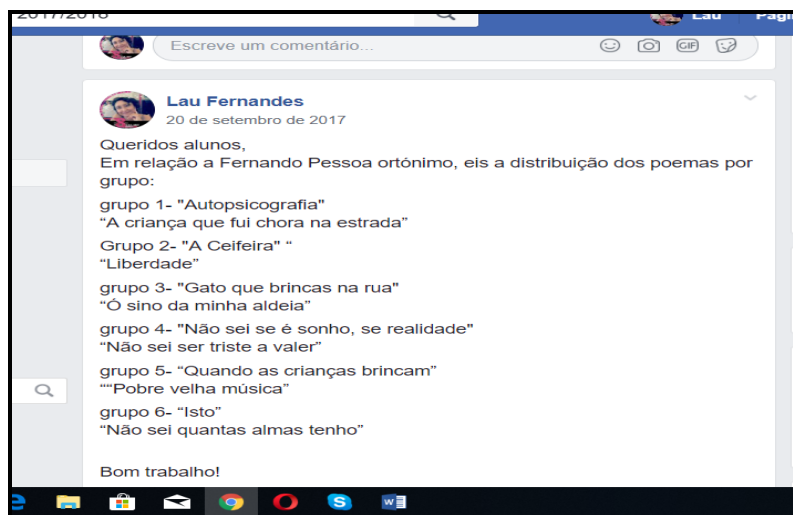 2017/2018
Lau
Escreve um comentário...
GIF
Lau Fernandes
20 de setembro de 2017
Queridos alunos,
Em relação a Fernando Pessoa ortónimo, eis a distribuição dos poemas por
grupo:
grupo 1- "Autopsicografia"
“A criança que fui chora na estrada”
Grupo 2- "A Ceifeira" “
“Liberdade”
grupo 3- "Gato que brincas na rua"
“Ó sino da minha aldeia”
grupo 4- "Não sei se é sonho, se realidade"
“Não sei ser triste a valer”
grupo 5- “Quando as crianças brincam”
““Pobre velha música”
grupo 6- “Isto”
“Não sei quantas almas tenho”
Bom trabalho!